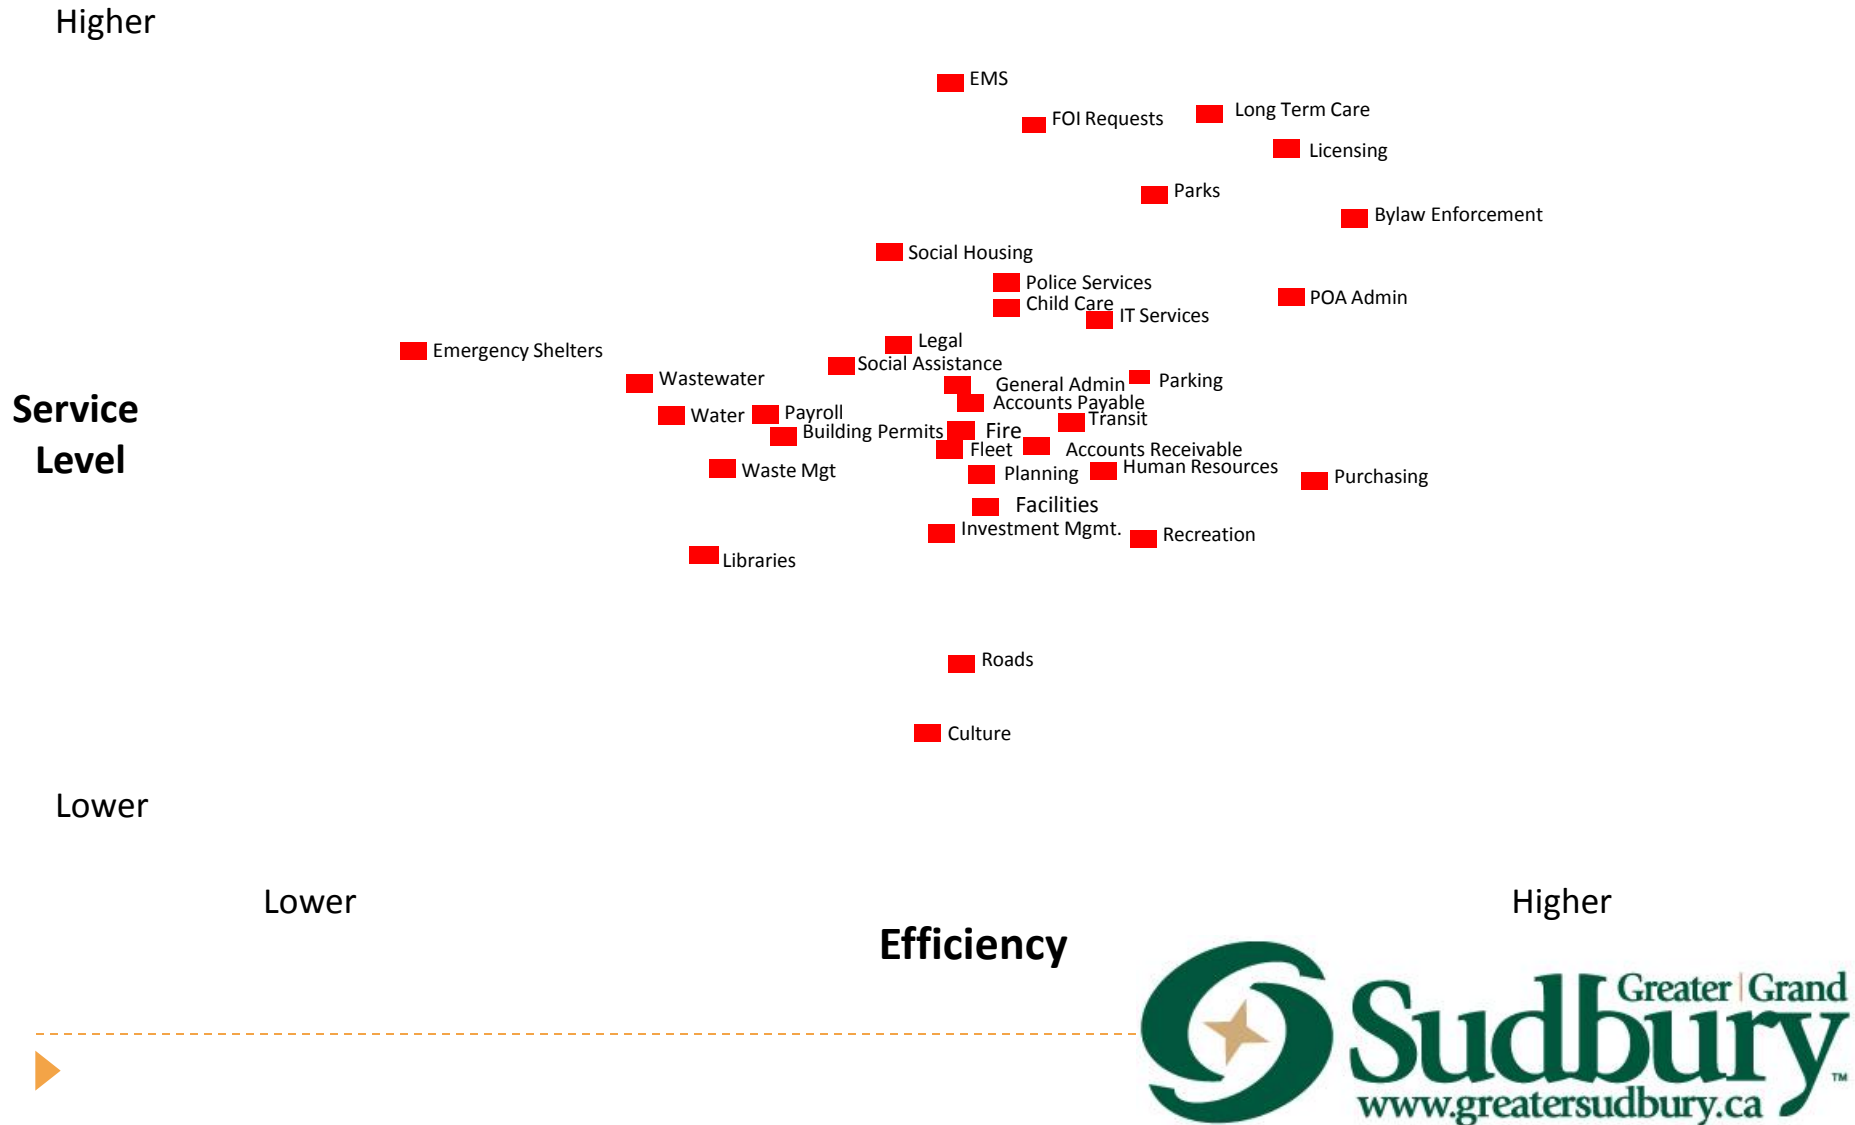 Higher
EMS
FOI Requests
Long Term Care
Licensing
Parks
Bylaw Enforcement
Social Housing
Police Services
Child Care
POA Admin
IT Services
Legal
Emergency Shelters
Social Assistance
Wastewater
General Admin
Parking
Service
Level
Accounts Payable
Water
Payroll
Transit
Building Permits
Fire
Fleet
Accounts Receivable
Waste Mgt
Planning
Human Resources
Purchasing
Facilities
Investment Mgmt.
Recreation
Libraries
Roads
Culture
Lower
Lower
Higher
Efficiency
Greater | Grand
Sudbury
TM
www.greatersudbury.ca